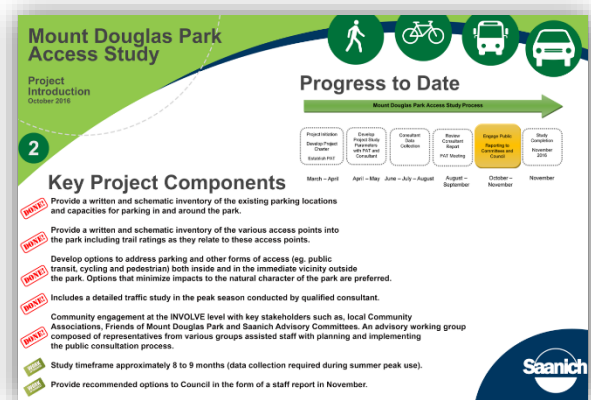 Mount Douglas Park
Access Study
Project
Introduction
October 2016
Progress to Date
Mount Douglas Park Access Study Process
Project Initiation
Develop Project
Charter
Establish PAT
Develop
Project Study
Parameters
with PAT and
Consultant
Consultant
Data
Collection
Review
Consultant
Report
PAT Meeting
Engage Public
Reporting to
Committees and
Council
Study
Completion
November
2016
March – April
April – May
June – July – August
August –
September
October –
November
November
2
Key Project Components
DONE!
Provide a written and schematic inventory of the existing parking locations
and capacities for parking in and around the park.
DONE!
Provide a written and schematic inventory of the various access points into
the park including trail ratings as they relate to these access points.
DONE!
Develop options to address parking and other forms of access (eg. public
transit, cycling and pedestrian) both inside and in the immediate vicinity outside
the park. Options that minimize impacts to the natural character of the park are preferred.
DONE!
Includes a detailed traffic study in the peak season conducted by qualified consultant.
DONE!
Community engagement at the INVOLVE level with key stakeholders such as, local Community
Associations, Friends of Mount Douglas Park and Saanich Advisory Committees. An advisory working group
composed of representatives from various groups assisted staff with planning and implementing
the public consultation process.
Study timeframe approximately 8 to 9 months (data collection required during summer peak use).
Provide recommended options to Council in the form of a staff report in November.
Saanich